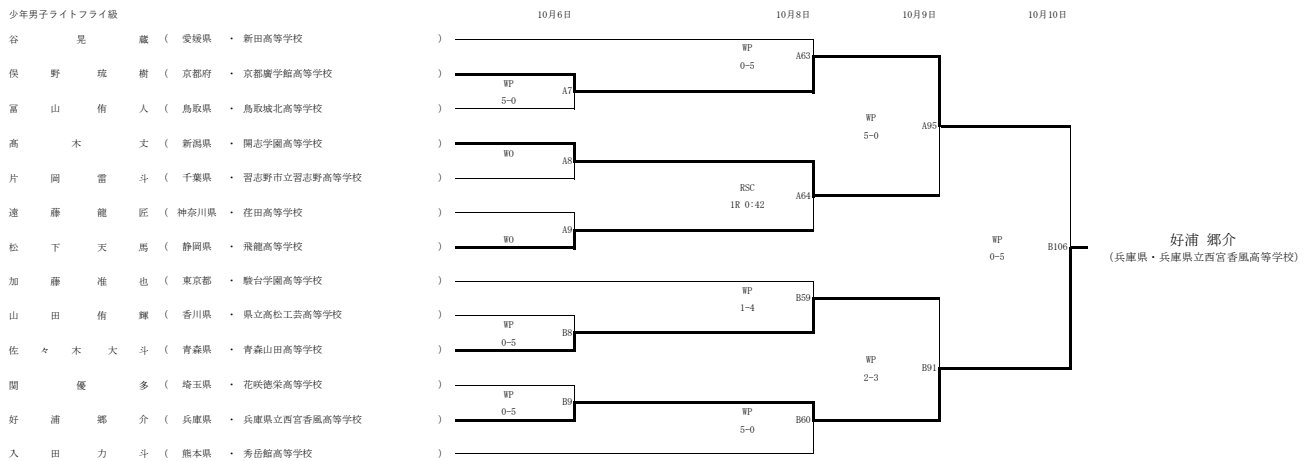 少年男子ライトフライ級 10月6日 10月8日 10月9日 10月10日
谷 晃 蔵 ( 愛媛県 ・ 新田高等学校 )
WP
0-5
A63
俣 野 琉 樹 ( 京都府 ・ 京都廣学館高等学校 )
WP
5-0
A7
冨 山 侑 人 ( 鳥取県 ・ 鳥取城北高等学校 )
WP
5-0
A95
髙 木 丈 ( 新潟県 ・ 開志学園高等学校 )
WO
A8
片 岡 雷 斗 ( 千葉県 ・ 習志野市立習志野高等学校 )
RSC
1R 0:42
A64
遠 藤 龍 匠 ( 神奈川県 ・ 荏田高等学校 )
A9
WO
松 下 天 馬 ( 静岡県 ・ 飛龍高等学校 )
WP
0-5
B106
好浦 郷介
(兵庫県・兵庫県立西宮香風高等学校)
加 藤 准 也 ( 東京都 ・ 駿台学園高等学校 )
WP
1-4
B59
山 田 侑 輝 ( 香川県 ・ 県立高松工芸高等学校 )
WP
0-5
B8
佐 々 木 大 斗 ( 青森県 ・ 青森山田高等学校 )
WP
2-3
B91
関 優 多 ( 埼玉県 ・ 花咲徳栄高等学校 )
WP
0-5
B9
好 浦 郷 介 ( 兵庫県 ・ 兵庫県立西宮香風高等学校 )
WP
5-0
B60
入 田 力 斗 ( 熊本県 ・ 秀岳館高等学校 )